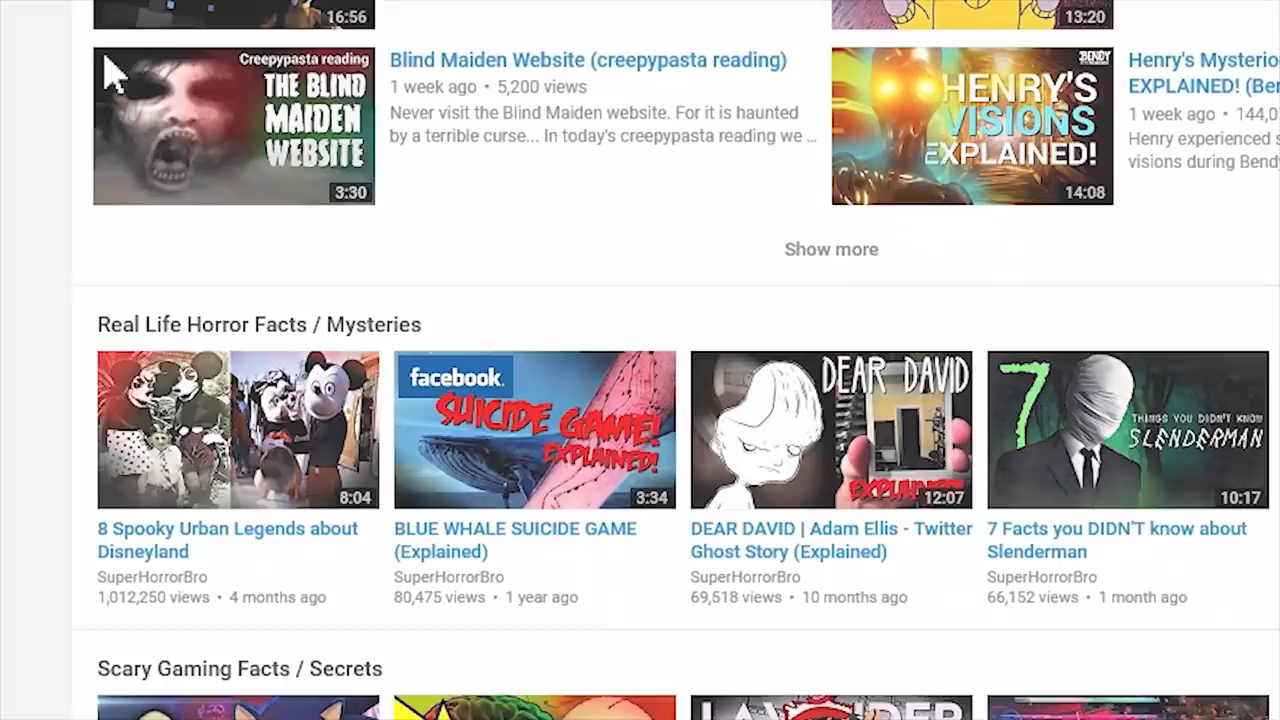 16:56
13:20
Creepypasta reading
THE BLIND
MAIDEN
WEBSITE
3:30
Blind Maiden Website (creepypasta reading)
1 week ago • 5,200 views
Never visit the Blind Maiden website. For it is haunted
by a terrible curse... In today's creepypasta reading we ...
BENDY
HENRY'S
VISIONS
EXPLAINED!
14:08
Henry's Mysterio
EXPLAINED! (Ben
1 week ago • 144,0
Henry experienced s
visions during Bendy
Show more
Real Life Horror Facts / Mysteries
8:04
8 Spooky Urban Legends about
Disneyland
SuperHorrorBro
1,012,250 views • 4 months ago
facebook.
SUICIDE GAME!
EXPLAINED!
3:34
BLUE WHALE SUICIDE GAME
(Explained)
SuperHorrorBro
80,475 views • 1 year ago
DEAR DAVID
12:07
DEAR DAVID | Adam Ellis - Twitter
Ghost Story (Explained)
SuperHorrorBro
69,518 views • 10 months ago
7
THINGS YOU DIDN'T KNOW
SLENDERMAN
10:17
7 Facts you DIDN'T know about
Slenderman
SuperHorrorBro
66,152 views • 1 month ago
Scary Gaming Facts / Secrets